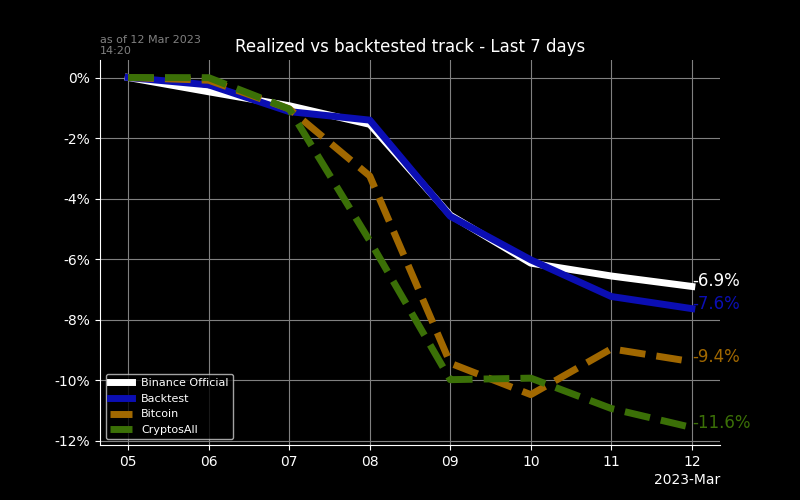 as of 12 Mar 2023
14:20
Realized vs backtested track - Last 7 days
0%
-2%
-4%
-6%
-8%
-10%
-12%
-6.9%
-7.6%
-9.4%
-11.6%
Binance Official
Backtest
Bitcoin
CryptosAll
05 06 07 08 09 10 11 12
2023-Mar